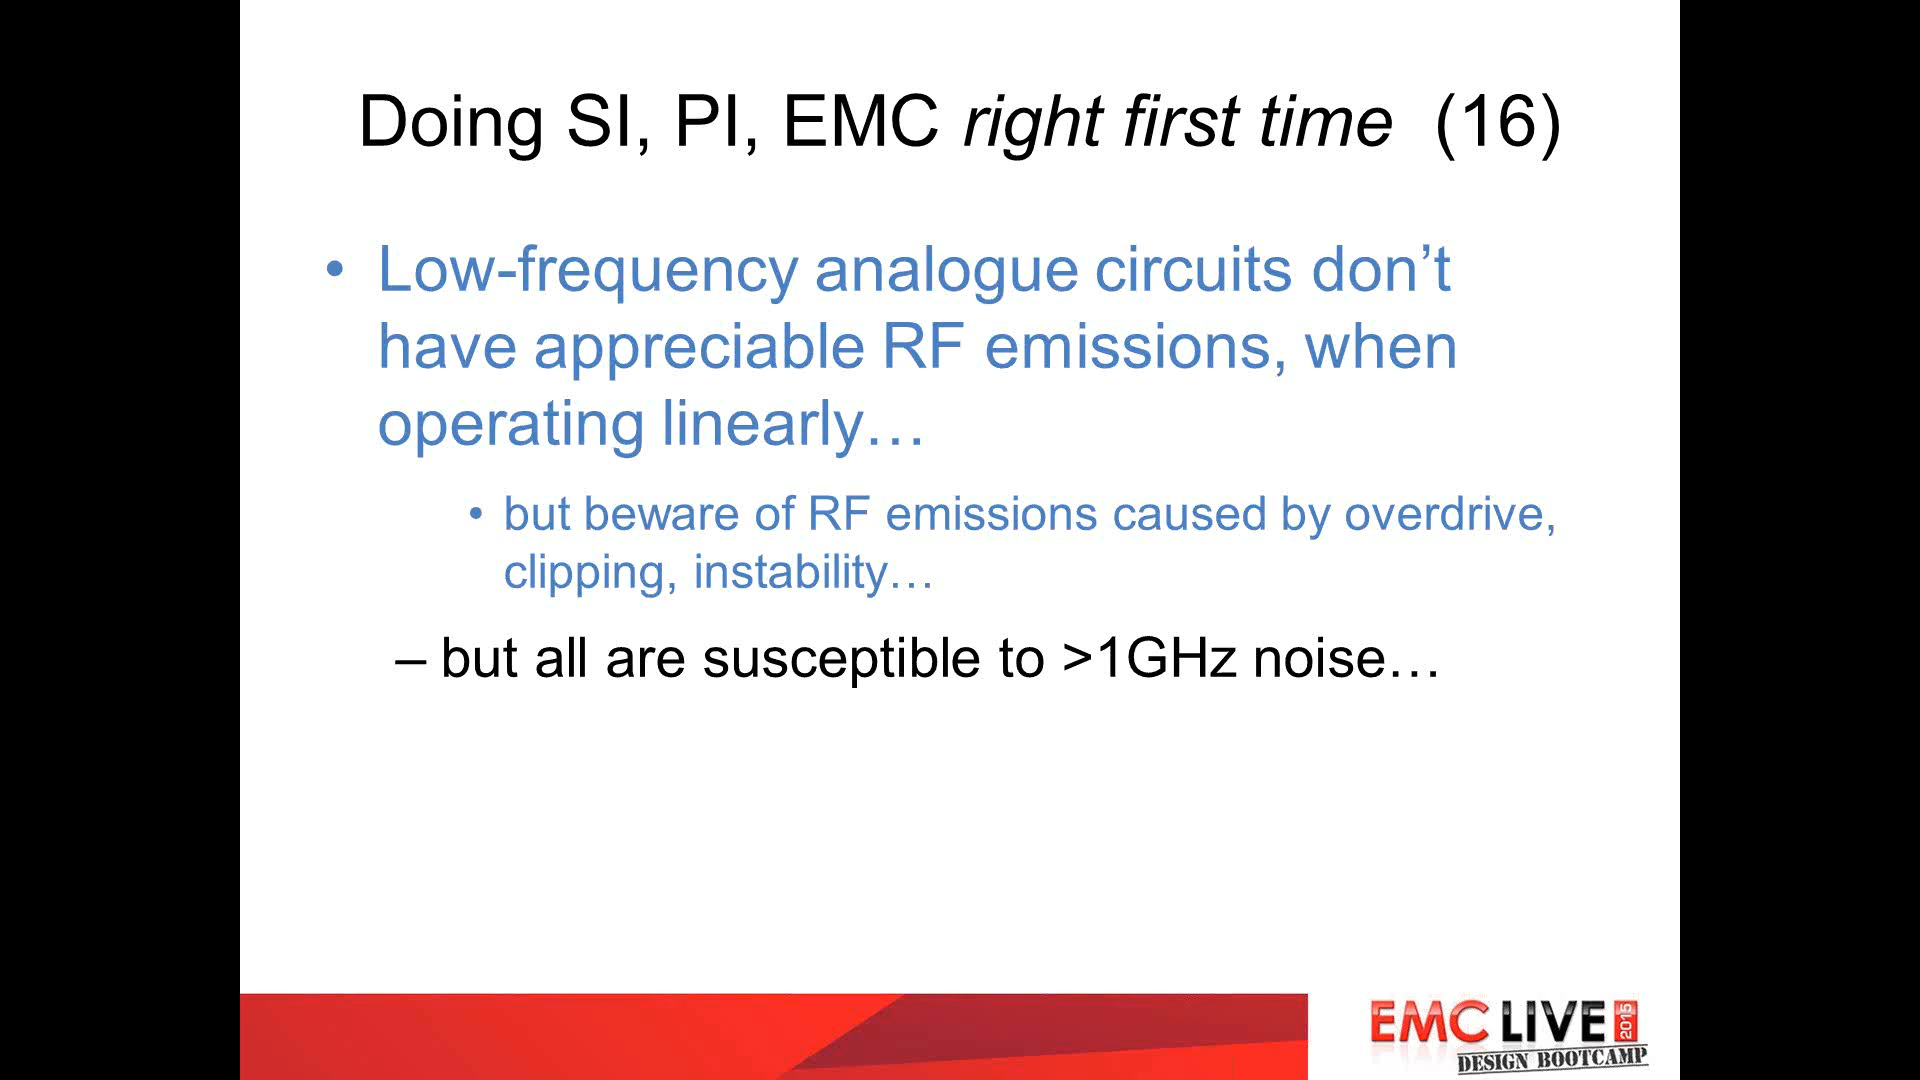 Doing SI, PI, EMC right first time (16)
• Low-frequency analogue circuits don’t
have appreciable RF emissions, when
operating linearly…
• but beware of RF emissions caused by overdrive,
clipping, instability…
– but all are susceptible to >1GHz noise…
EMC LIVE 2015
DESIGN BOOTCAMP